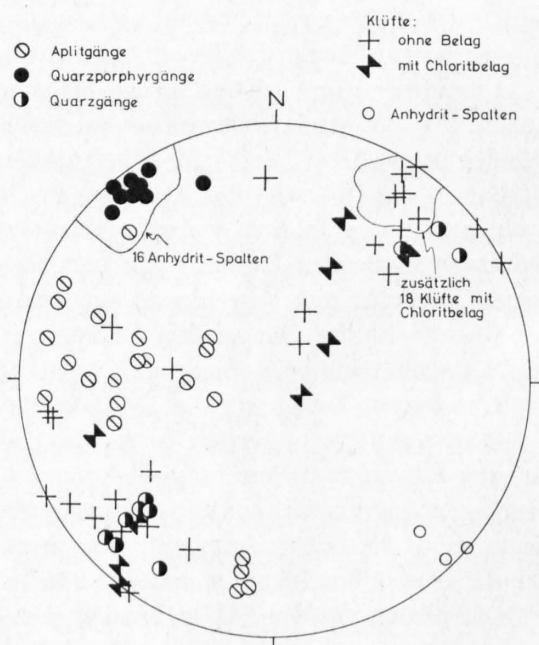 Klüfte:
ohne Belag
mit Chloritbelag
Anhydrit-Spalten
Aplitgänge
Quarzporphyrgänge
Quarzgänge
N
16 Anhydrit-Spalten
zusätzlich
18 Klüfte mit
Chloritbelag